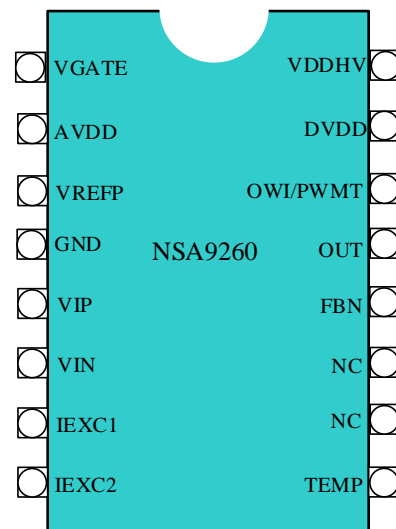 VGATE VDDHV
AVDD DVDD
VREFP OWI/PWMT
GND NSA9260 OUT
VIP FBN
VIN NC
IEXC1 NC
IEXC2 TEMP